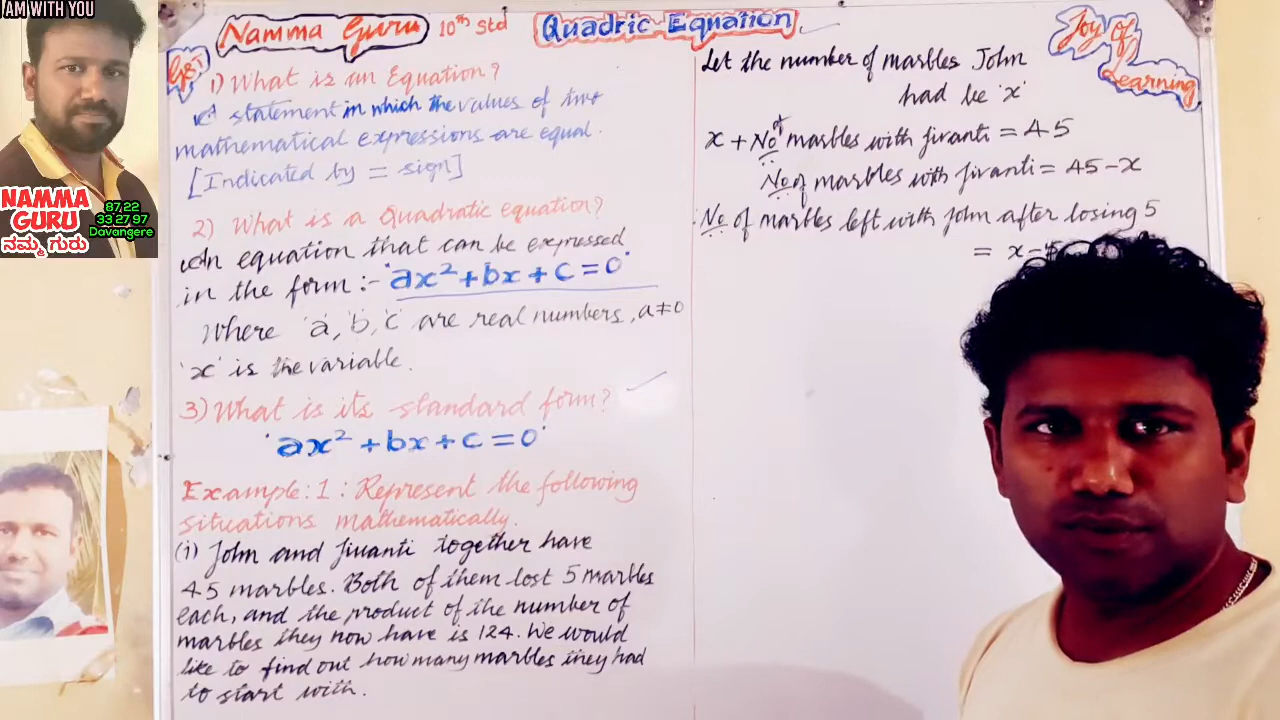 I AM WITH YOU
NAMMA
GURU
ನಮ್ಮ ಗುರು
87 22
33 27 97
Davangere
Namma Guru 10th Std Quadric Equation
GBT
Joy of
Learning
1) What is an Equation?
A statement in which the values of two
mathematical expressions are equal.
[Indicated by = sign]
2) What is a Quadratic equation?
An equation that can be expressed
in the form :- 'ax² + bx + c = 0'
Where 'a', 'b', 'c' are real numbers, a ≠ 0
'x' is the variable.
3) What is its standard form?
'ax² + bx + c = 0'
Example: 1 : Represent the following
situations mathematically.
(i) John and Jivanti together have
45 marbles. Both of them lost 5 marbles
each, and the product of the number of
marbles they now have is 124. We would
like to find out how many marbles they had
to start with.
Let the number of marbles John
had be 'x'
x + No of marbles with Jivanti = 45
∴ No of marbles with Jivanti = 45 - x
∴ No of marbles left with John after losing 5
= x -